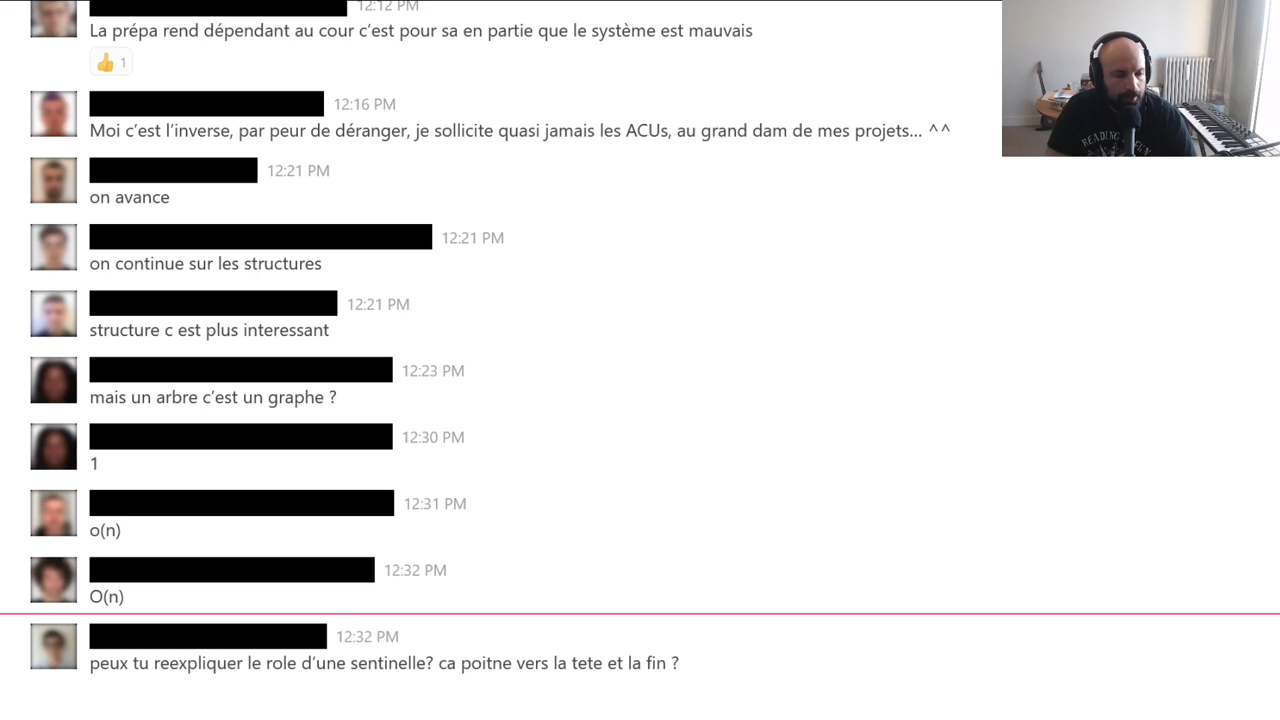 12:12 PM
La prépa rend dépendant au cour c’est pour sa en partie que le système est mauvais
👍 1
12:16 PM
Moi c’est l’inverse, par peur de déranger, je sollicite quasi jamais les ACUs, au grand dam de mes projets... ^^
12:21 PM
on avance
12:21 PM
on continue sur les structures
12:21 PM
structure c est plus interessant
12:23 PM
mais un arbre c’est un graphe ?
12:30 PM
1
12:31 PM
o(n)
12:32 PM
O(n)
12:32 PM
peux tu reexpliquer le role d’une sentinelle? ca poitne vers la tete et la fin ?
READING